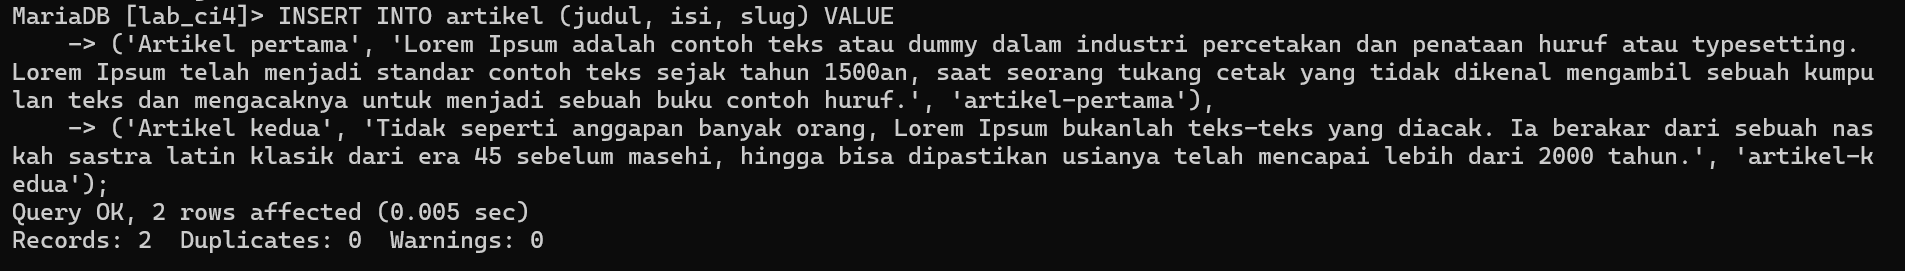 MariaDB [lab_ci4]> INSERT INTO artikel (judul, isi, slug) VALUE
    -> ('Artikel pertama', 'Lorem Ipsum adalah contoh teks atau dummy dalam industri percetakan dan penataan huruf atau typesetting.
Lorem Ipsum telah menjadi standar contoh teks sejak tahun 1500an, saat seorang tukang cetak yang tidak dikenal mengambil sebuah kumpu
lan teks dan mengacaknya untuk menjadi sebuah buku contoh huruf.', 'artikel-pertama'),
    -> ('Artikel kedua', 'Tidak seperti anggapan banyak orang, Lorem Ipsum bukanlah teks-teks yang diacak. Ia berakar dari sebuah nas
kah sastra latin klasik dari era 45 sebelum masehi, hingga bisa dipastikan usianya telah mencapai lebih dari 2000 tahun.', 'artikel-k
edua');
Query OK, 2 rows affected (0.005 sec)
Records: 2  Duplicates: 0  Warnings: 0